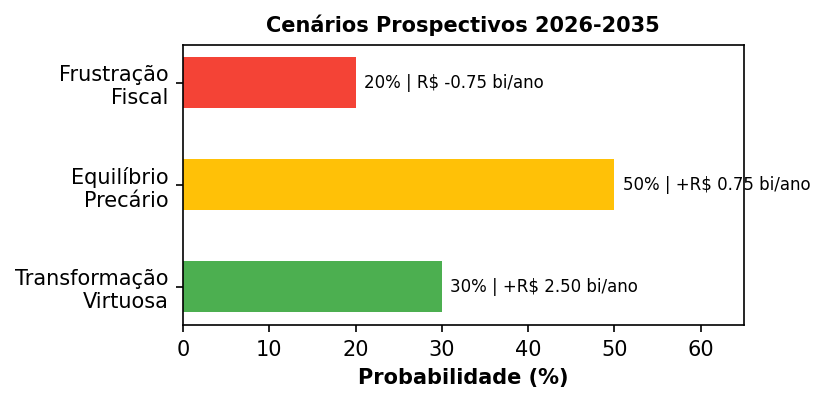 Cenários Prospectivos 2026-2035
Frustração
Fiscal
20% | R$ -0.75 bi/ano
Equilíbrio
Precário
50% | +R$ 0.75 bi/ano
Transformação
Virtuosa
30% | +R$ 2.50 bi/ano
0 10 20 30 40 50 60
Probabilidade (%)